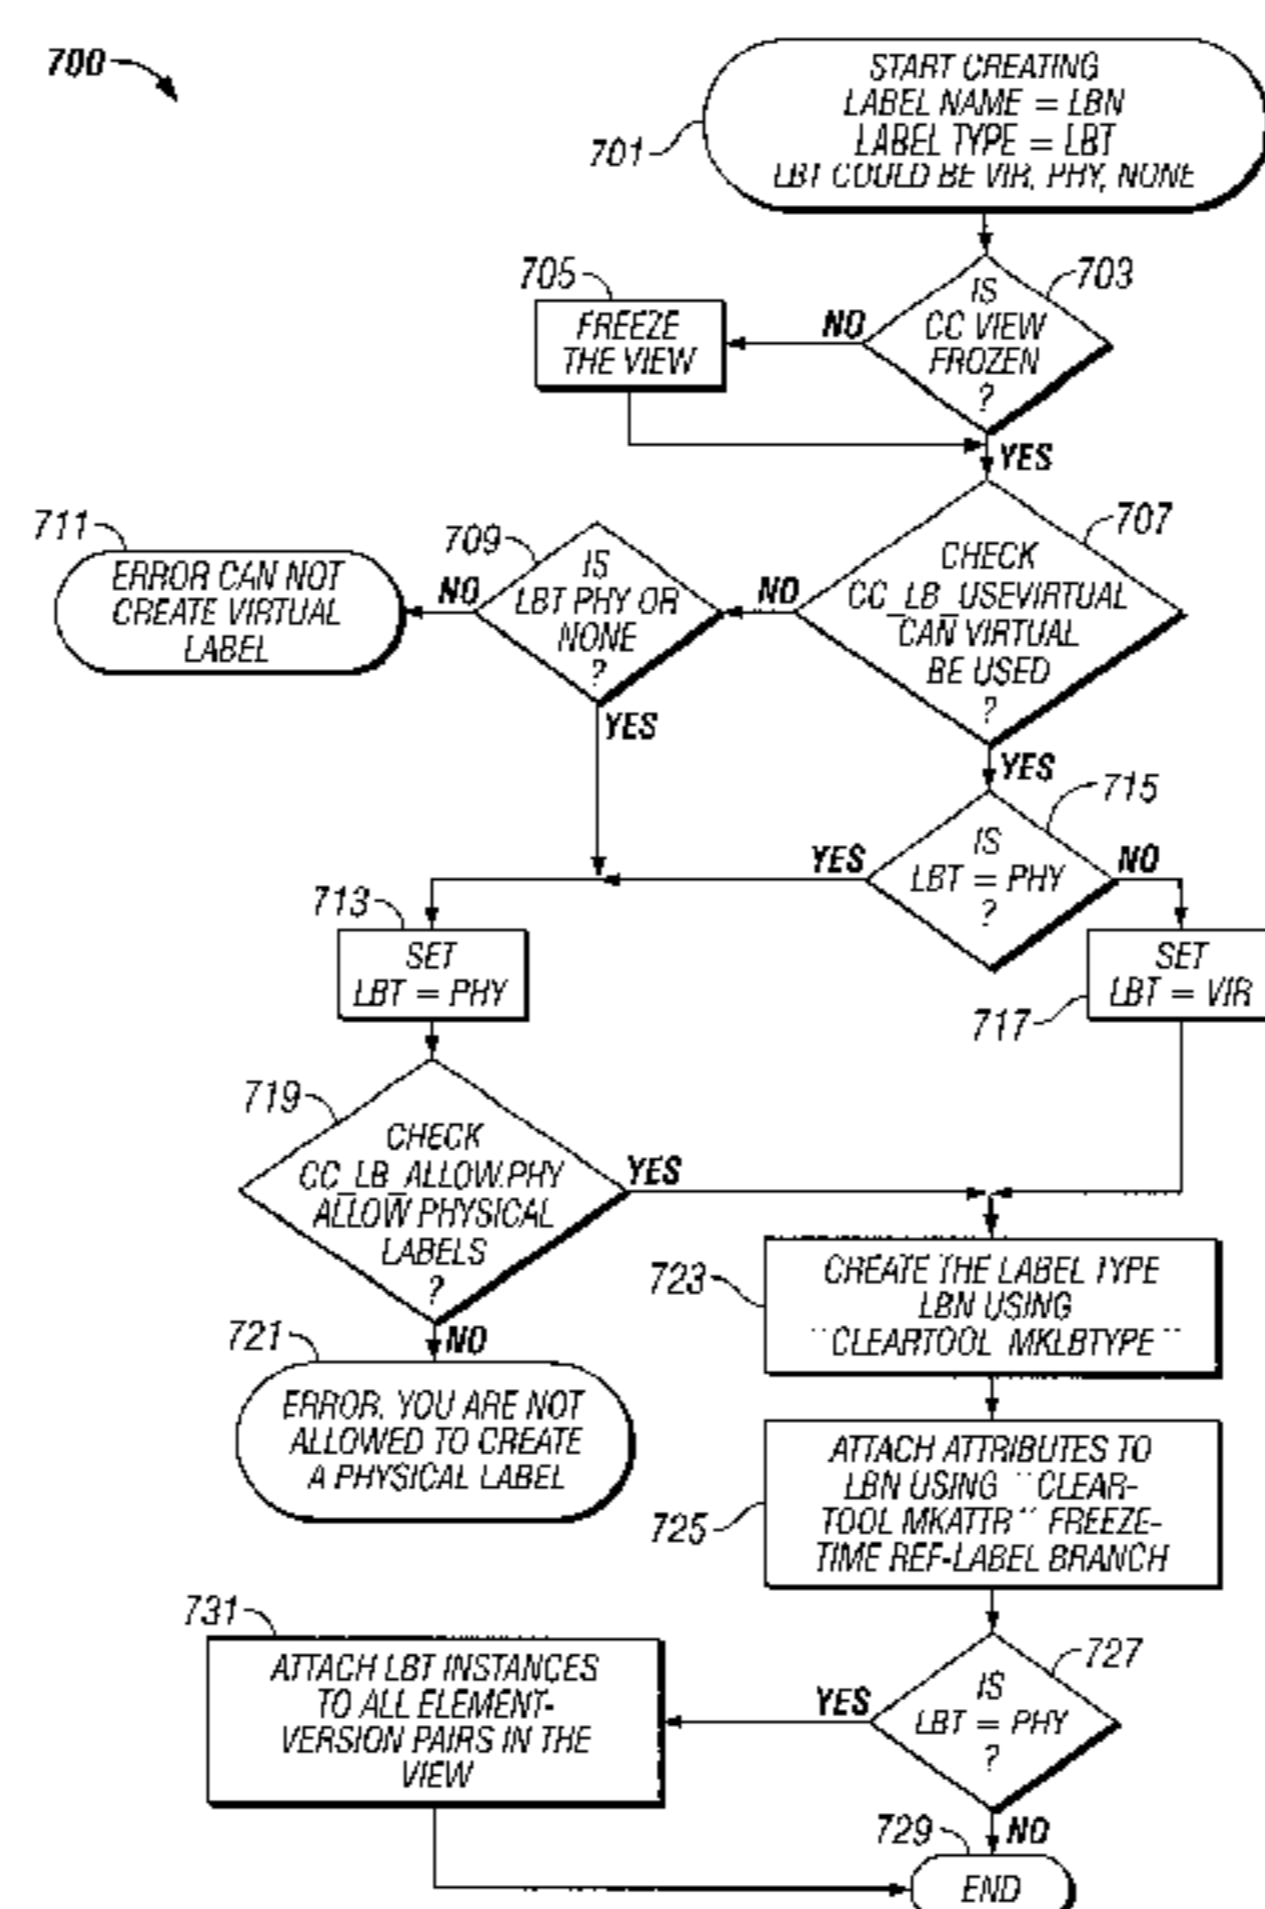 700
START CREATING
LABEL NAME = LBN
LABEL TYPE = LBT
LBT COULD BE VIR, PHY, NONE
701
703
IS
CC VIEW
FROZEN
?
NO
705
FREEZE
THE VIEW
YES
707
CHECK
CC_LB_USEVIRTUAL
CAN VIRTUAL
BE USED
?
NO
709
IS
LBT PHY OR
NONE
?
NO
711
ERROR CAN NOT
CREATE VIRTUAL
LABEL
YES
YES
715
IS
LBT = PHY
?
YES
NO
713
SET
LBT = PHY
SET
LBT = VIR
717
719
CHECK
CC_LB_ALLOW.PHY
ALLOW PHYSICAL
LABELS
?
YES
NO
721
ERROR. YOU ARE NOT
ALLOWED TO CREATE
A PHYSICAL LABEL
723
CREATE THE LABEL TYPE
LBN USING
``CLEARTOOL MKLBTYPE``
725
ATTACH ATTRIBUTES TO
LBN USING ``CLEAR-
TOOL MKATTR`` FREEZE-
TIME REF-LABEL BRANCH
727
IS
LBT = PHY
?
YES
731
ATTACH LBT INSTANCES
TO ALL ELEMENT-
VERSION PAIRS IN THE
VIEW
NO
729
END